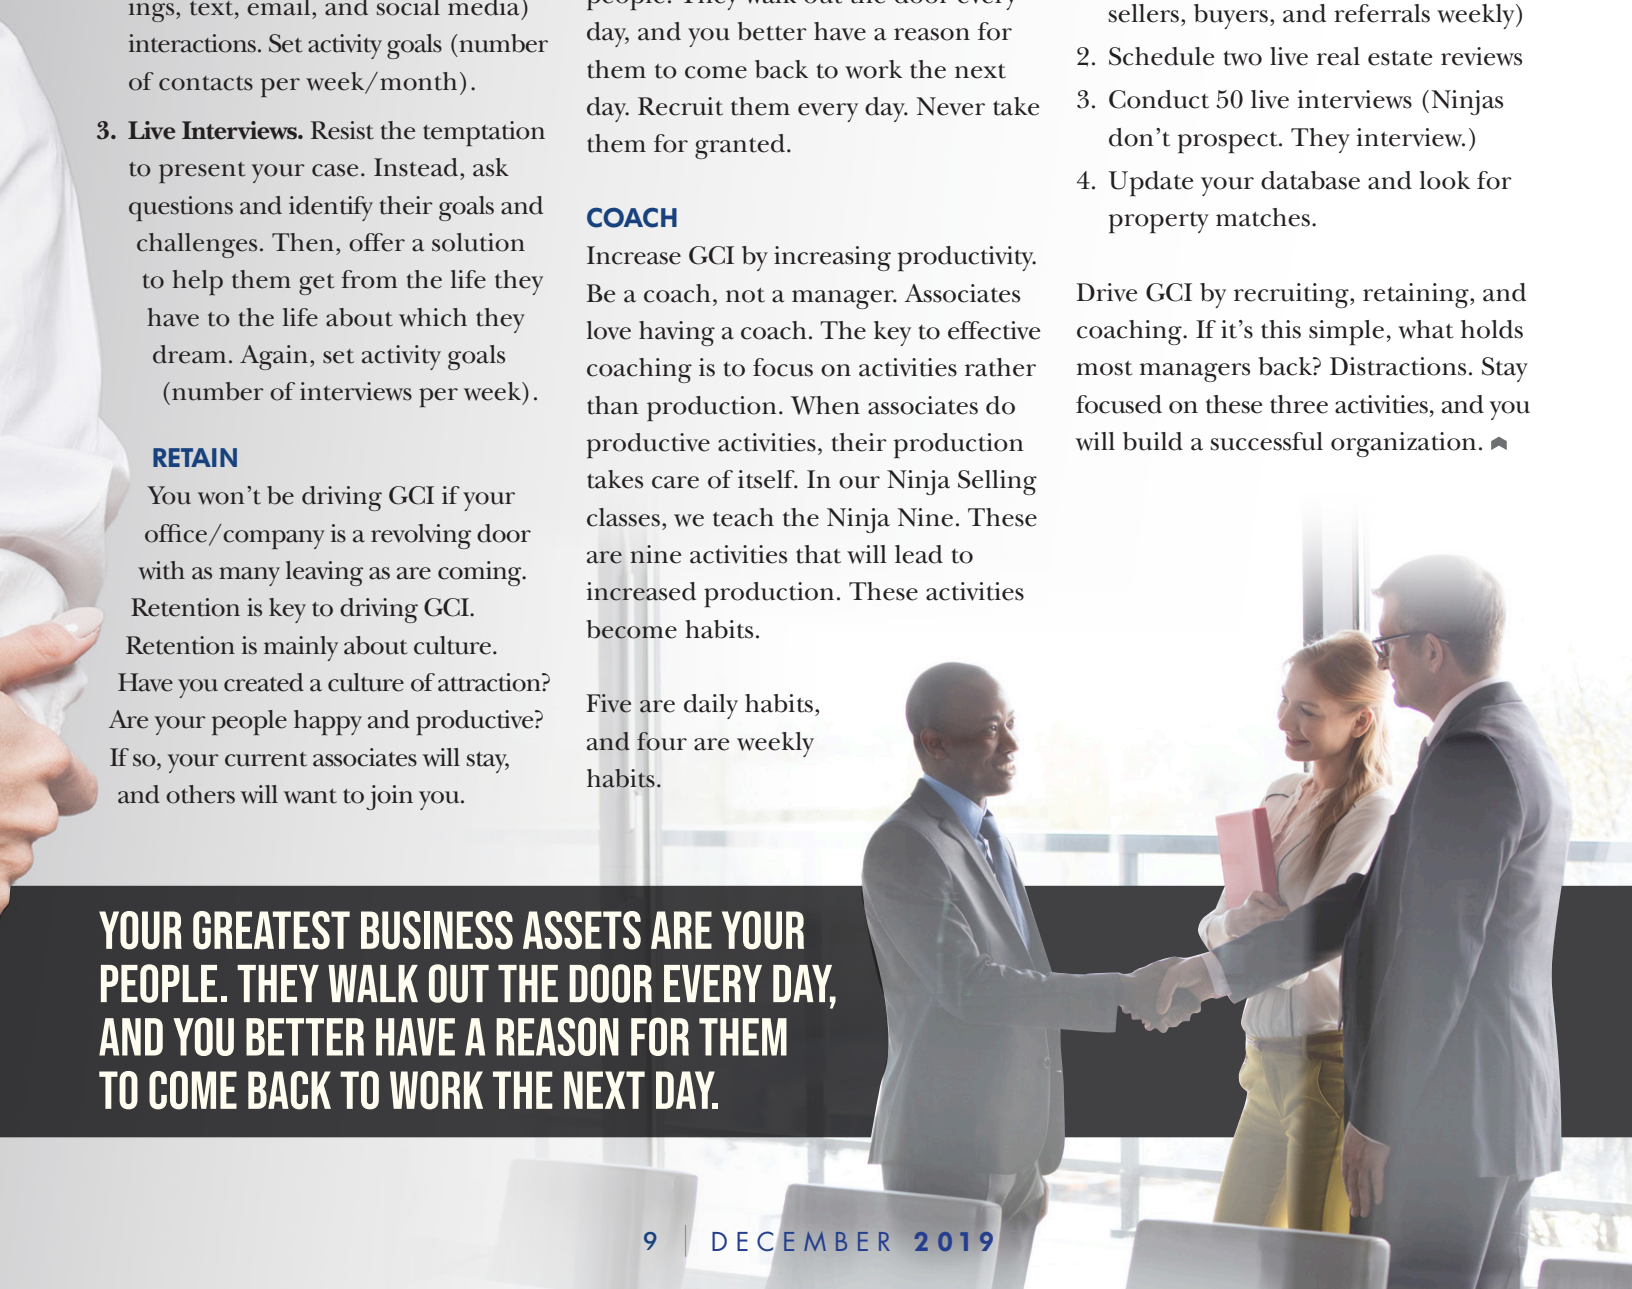 ings, text, email, and social media)
interactions. Set activity goals (number
of contacts per week/month).
3. Live Interviews. Resist the temptation
to present your case. Instead, ask
questions and identify their goals and
challenges. Then, offer a solution
to help them get from the life they
have to the life about which they
dream. Again, set activity goals
(number of interviews per week).
RETAIN
You won’t be driving GCI if your
office/company is a revolving door
with as many leaving as are coming.
Retention is key to driving GCI.
Retention is mainly about culture.
Have you created a culture of attraction?
Are your people happy and productive?
If so, your current associates will stay,
and others will want to join you.
people. They walk out the door every
day, and you better have a reason for
them to come back to work the next
day. Recruit them every day. Never take
them for granted.
COACH
Increase GCI by increasing productivity.
Be a coach, not a manager. Associates
love having a coach. The key to effective
coaching is to focus on activities rather
than production. When associates do
productive activities, their production
takes care of itself. In our Ninja Selling
classes, we teach the Ninja Nine. These
are nine activities that will lead to
increased production. These activities
become habits.
Five are daily habits,
and four are weekly
habits.
sellers, buyers, and referrals weekly)
2. Schedule two live real estate reviews
3. Conduct 50 live interviews (Ninjas
don’t prospect. They interview.)
4. Update your database and look for
property matches.
Drive GCI by recruiting, retaining, and
coaching. If it’s this simple, what holds
most managers back? Distractions. Stay
focused on these three activities, and you
will build a successful organization.
YOUR GREATEST BUSINESS ASSETS ARE YOUR
PEOPLE. THEY WALK OUT THE DOOR EVERY DAY,
AND YOU BETTER HAVE A REASON FOR THEM
TO COME BACK TO WORK THE NEXT DAY.
9 | DECEMBER 2019